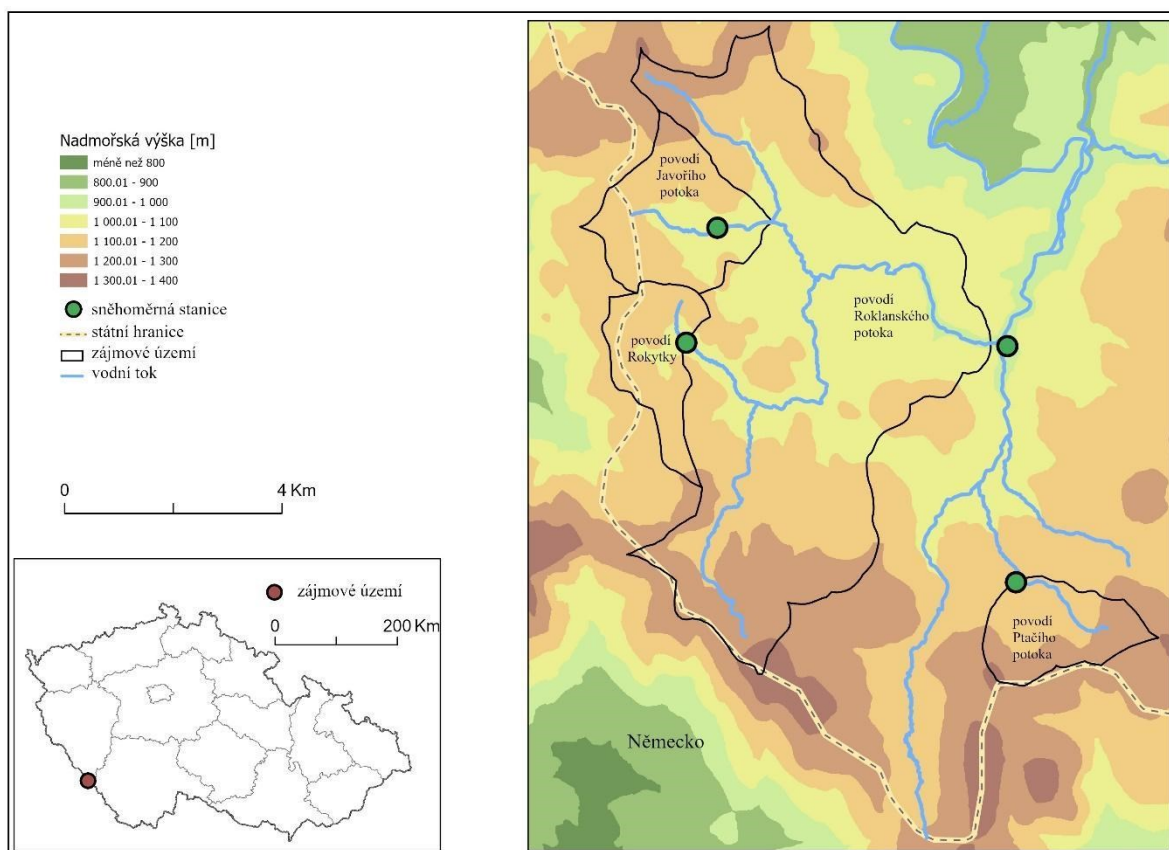 Nadmořská výška [m]
méně než 800
800.01 - 900
900.01 - 1 000
1 000.01 - 1 100
1 100.01 - 1 200
1 200.01 - 1 300
1 300.01 - 1 400
sněhoměrná stanice
státní hranice
zájmové území
vodní tok
0 4 Km
zájmové území
0 200 Km
povodí
Javořího
potoka
povodí
Rokytky
povodí
Roklanského
potoka
povodí
Ptačího
potoka
Německo